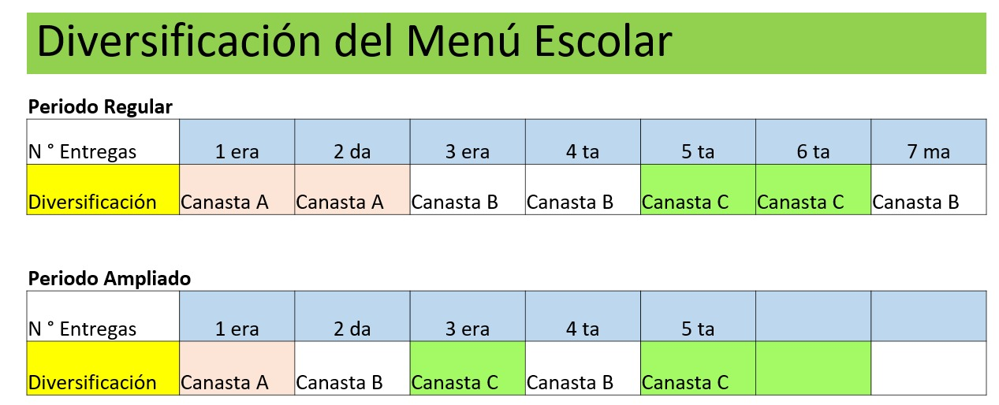 Diversificación del Menú Escolar
Periodo Regular
N ° Entregas 1 era 2 da 3 era 4 ta 5 ta 6 ta 7 ma
Diversificación Canasta A Canasta A Canasta B Canasta B Canasta C Canasta C Canasta B
Periodo Ampliado
N ° Entregas 1 era 2 da 3 era 4 ta 5 ta
Diversificación Canasta A Canasta B Canasta C Canasta B Canasta C